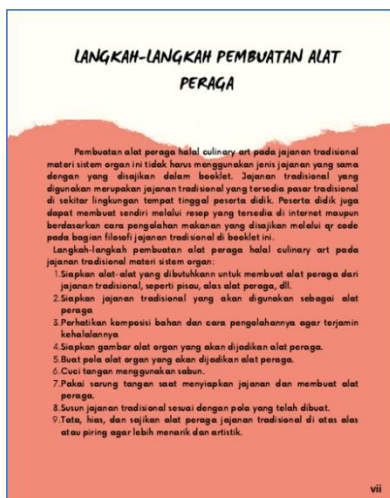 LANGKAH-LANGKAH PEMBUATAN ALAT
PERAGA
Pembuatan alat peraga halal culinary art pada jajanan tradisional
materi sistem organ ini tidak harus menggunakan jenis jajanan yang sama
dengan yang disajikan dalam booklet. Jajanan tradisional yang
digunakan merupakan jajanan tradisional yang tersedia pasar tradisional
di sekitar lingkungan tempat tinggal peserta didik. Peserta didik juga
dapat membuat sendiri melalui resep yang tersedia di internet maupun
berdasarkan cara pengolahan makanan yang disajikan melalui qr code
pada bagian filosofi jajanan tradisional di booklet ini.
Langkah-langkah pembuatan alat peraga halal culinary art pada
jajanan tradisional materi sistem organ:
1. Siapkan alat-alat yang dibutuhkann untuk membuat alat peraga dari
jajanan tradisional, seperti pisau, alas alat peraga, dll.
2. Siapkan jajanan tradisional yang akan digunakan sebagai alat
peraga
3. Perhatikan komposisi bahan dan cara pengolahannya agar terjamin
kehalalannya
4. Siapkan gambar alat organ yang akan dijadikan alat peraga.
5. Buat pola alat organ yang akan dijadikan alat peraga.
6. Cuci tangan menggunakan sabun.
7. Pakai sarung tangan saat menyiapkan jajanan dan membuat alat
peraga.
8. Susun jajanan tradisional sesuai dengan pola yang telah dibuat.
9. Tata, hias, dan sajikan alat peraga jajanan tradisional di atas alas
atau piring agar lebih menarik dan artistik.
vii